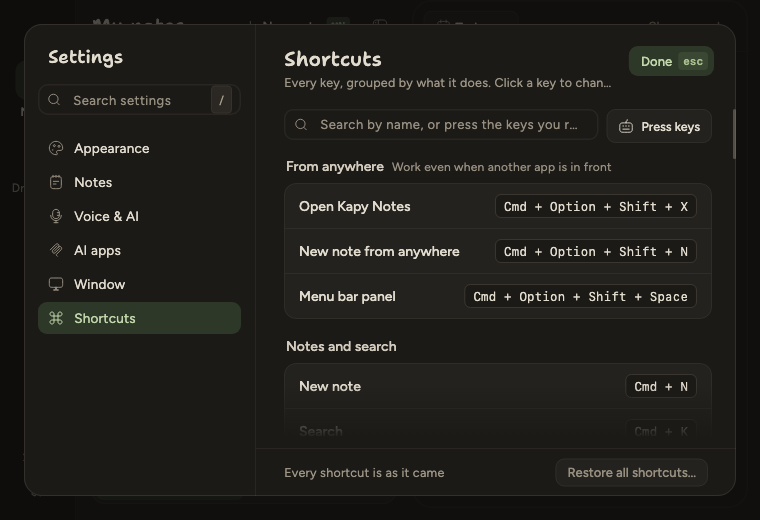 Settings
Search settings
/
Appearance
Notes
Voice & AI
AI apps
Window
Shortcuts
Shortcuts
Every key, grouped by what it does. Click a key to chan...
Done esc
Search by name, or press the keys you r...
Press keys
From anywhere Work even when another app is in front
Open Kapy Notes Cmd + Option + Shift + X
New note from anywhere Cmd + Option + Shift + N
Menu bar panel Cmd + Option + Shift + Space
Notes and search
New note Cmd + N
Search Cmd + K
Every shortcut is as it came
Restore all shortcuts...